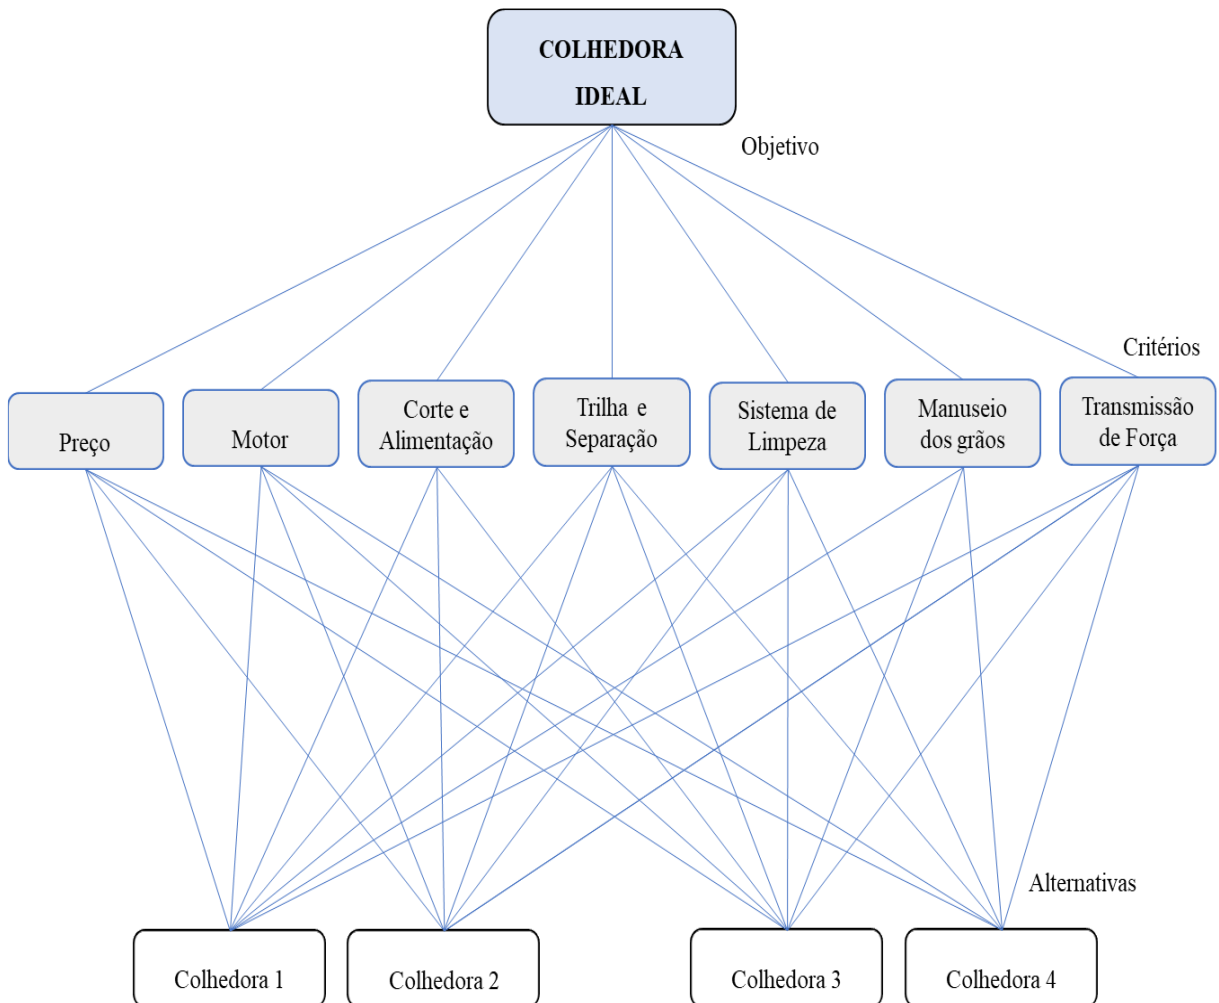 COLHEDORA
IDEAL
Objetivo
Critérios
Preço
Motor
Corte e
Alimentação
Trilha e
Separação
Sistema de
Limpeza
Manuseio
dos grãos
Transmissão
de Força
Alternativas
Colhedora 1
Colhedora 2
Colhedora 3
Colhedora 4